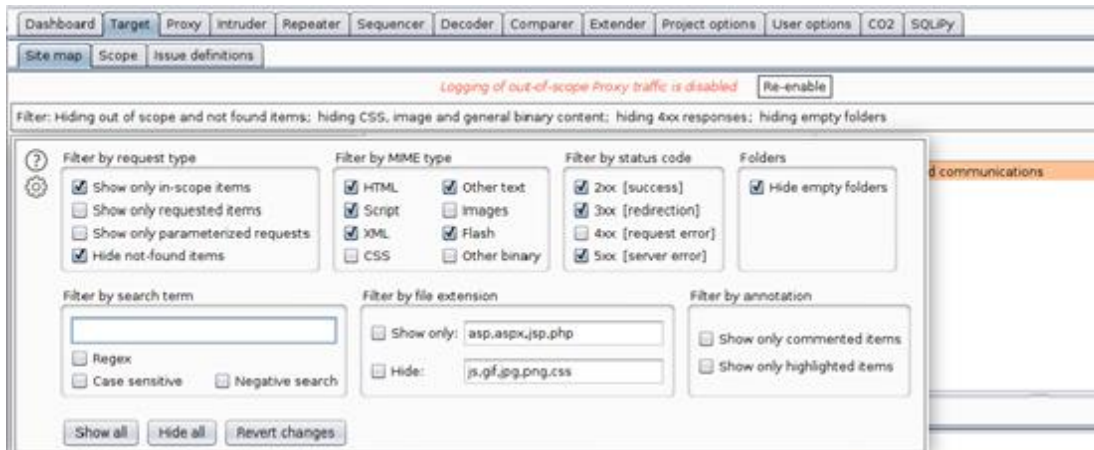 Dashboard Target Proxy Intruder Repeater Sequencer Decoder Comparer Extender Project options User options CO2 SQLiPy
Site map Scope Issue definitions
Logging of out-of-scope Proxy traffic is disabled Re-enable
Filter: Hiding out of scope and not found items; hiding CSS, image and general binary content; hiding 4xx responses; hiding empty folders
d communications
Filter by request type
Show only in-scope items
Show only requested items
Show only parameterized requests
Hide not-found items
Filter by MIME type
HTML Other text
Script Images
XML Flash
CSS Other binary
Filter by status code
2xx [success]
3xx [redirection]
4xx [request error]
5xx [server error]
Folders
Hide empty folders
Filter by search term
Regex
Case sensitive Negative search
Filter by file extension
Show only: asp,aspx,jsp,php
Hide: js,gif,jpg,png,css
Filter by annotation
Show only commented items
Show only highlighted items
Show all Hide all Revert changes